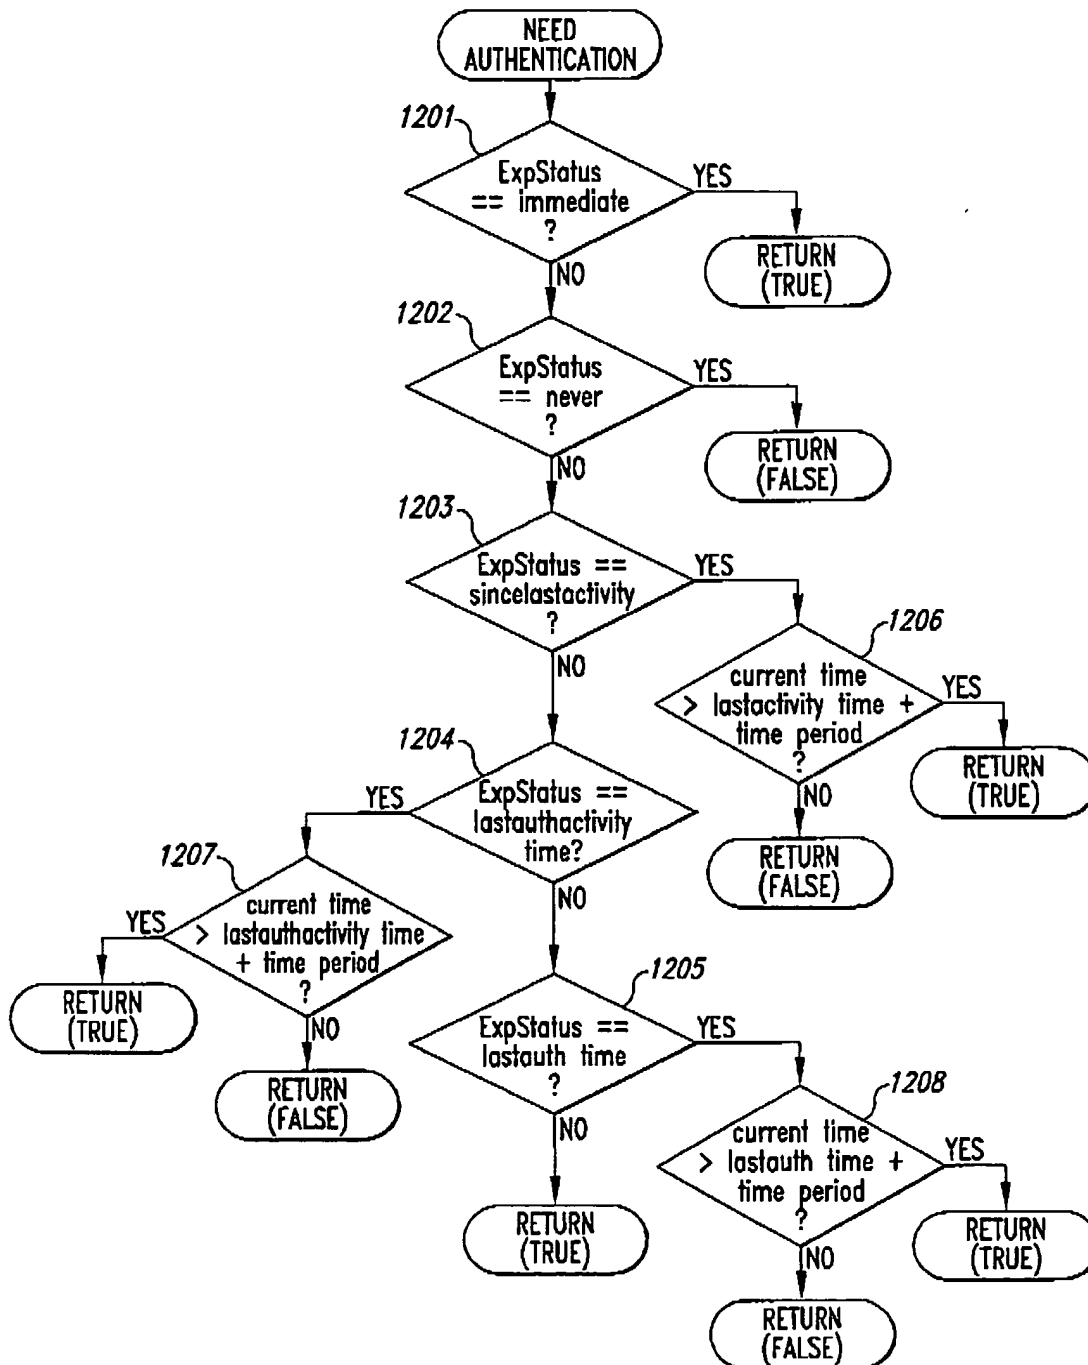 NEED
AUTHENTICATION
1201
ExpStatus
== immediate
?
YES
RETURN
(TRUE)
NO
1202
ExpStatus
== never
?
YES
RETURN
(FALSE)
NO
1203
ExpStatus ==
sincelastactivity
?
YES
NO
1206
current time
> lastactivity time +
time period
?
YES
RETURN
(TRUE)
NO
RETURN
(FALSE)
1204
ExpStatus ==
lastauthactivity
time?
YES
NO
1207
current time
> lastauthactivity time
+ time period
?
YES
RETURN
(TRUE)
NO
RETURN
(FALSE)
1205
ExpStatus ==
lastauth time
?
YES
NO
RETURN
(TRUE)
1208
current time
> lastauth time +
time period
?
YES
RETURN
(TRUE)
NO
RETURN
(FALSE)